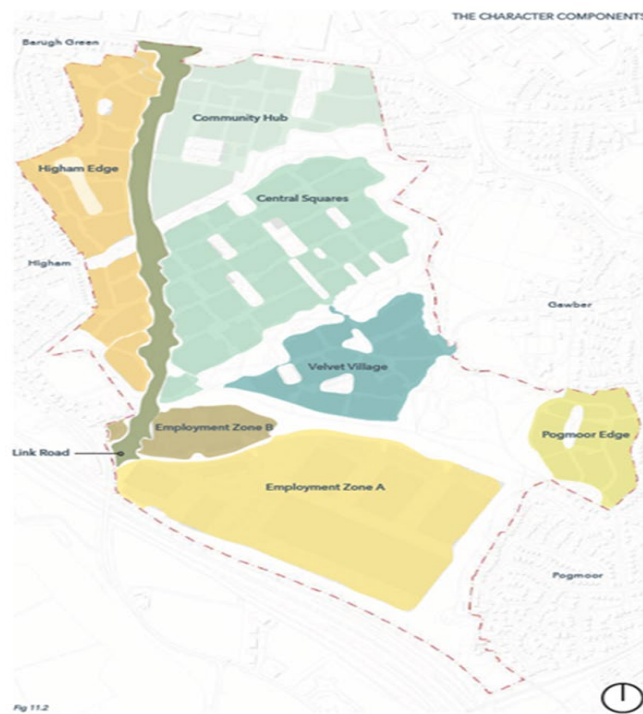 THE CHARACTER COMPONENTS
Barugh Green
Community Hub
Higham Edge
Central Squares
Higham
Gawber
Velvet Village
Employment Zone B
Pogmoor Edge
Link Road
Employment Zone A
Pogmoor
Fig 11.2